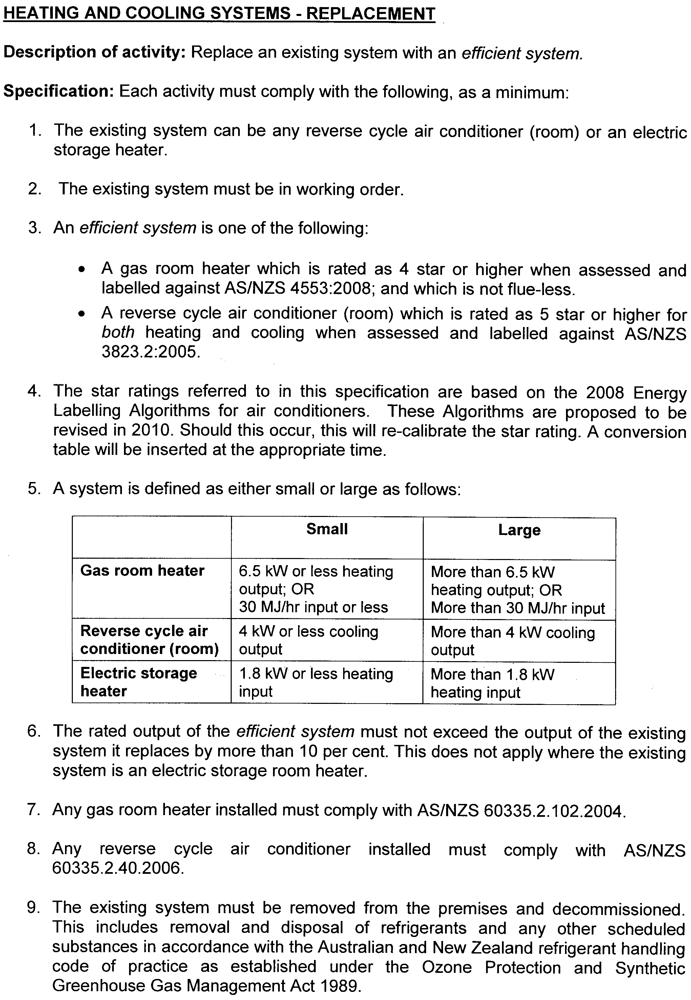 HEATING AND COOLING SYSTEMS - REPLACEMENT
Description of activity: Replace an existing system with an efficient system.
Specification: Each activity must comply with the following, as a minimum:
1. The existing system can be any reverse cycle air conditioner (room) or an electric
storage heater.
2. The existing system must be in working order.
3. An efficient system is one of the following:
• A gas room heater which is rated as 4 star or higher when assessed and
labelled against AS/NZS 4553:2008; and which is not flue-less.
• A reverse cycle air conditioner (room) which is rated as 5 star or higher for
both heating and cooling when assessed and labelled against AS/NZS
3823.2:2005.
4. The star ratings referred to in this specification are based on the 2008 Energy
Labelling Algorithms for air conditioners. These Algorithms are proposed to be
revised in 2010. Should this occur, this will re-calibrate the star rating. A conversion
table will be inserted at the appropriate time.
5. A system is defined as either small or large as follows:
Small Large
Gas room heater 6.5 kW or less heating More than 6.5 kW
output; OR heating output; OR
30 MJ/hr input or less More than 30 MJ/hr input
Reverse cycle air 4 kW or less cooling More than 4 kW cooling
conditioner (room) output output
Electric storage 1.8 kW or less heating More than 1.8 kW
heater input heating input
6. The rated output of the efficient system must not exceed the output of the existing
system it replaces by more than 10 per cent. This does not apply where the existing
system is an electric storage room heater.
7. Any gas room heater installed must comply with AS/NZS 60335.2.102.2004.
8. Any reverse cycle air conditioner installed must comply with AS/NZS
60335.2.40.2006.
9. The existing system must be removed from the premises and decommissioned.
This includes removal and disposal of refrigerants and any other scheduled
substances in accordance with the Australian and New Zealand refrigerant handling
code of practice as established under the Ozone Protection and Synthetic
Greenhouse Gas Management Act 1989.